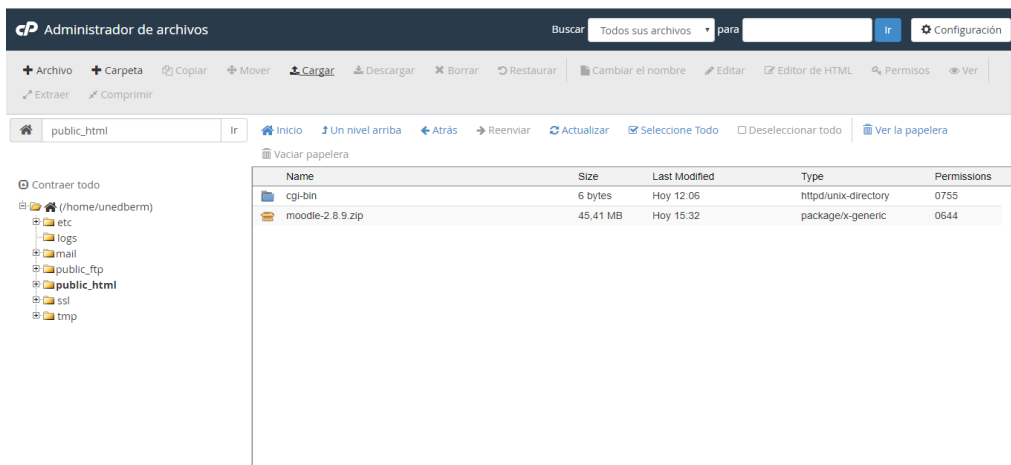 cP Administrador de archivos Buscar Todos sus archivos para Ir Configuración
Archivo Carpeta Copiar Mover Cargar Descargar Borrar Restaurar Cambiar el nombre Editar Editor de HTML Permisos Ver
Extraer Comprimir
public_html Ir Inicio Un nivel arriba Atrás Reenviar Actualizar Seleccione Todo Deseleccionar todo Ver la papelera
Vaciar papelera
Contraer todo
(/home/unedberm)
etc
logs
mail
public_ftp
public_html
ssl
tmp
Name Size Last Modified Type Permissions
cgi-bin 6 bytes Hoy 12:06 httpd/unix-directory 0755
moodle-2.8.9.zip 45,41 MB Hoy 15:32 package/x-generic 0644